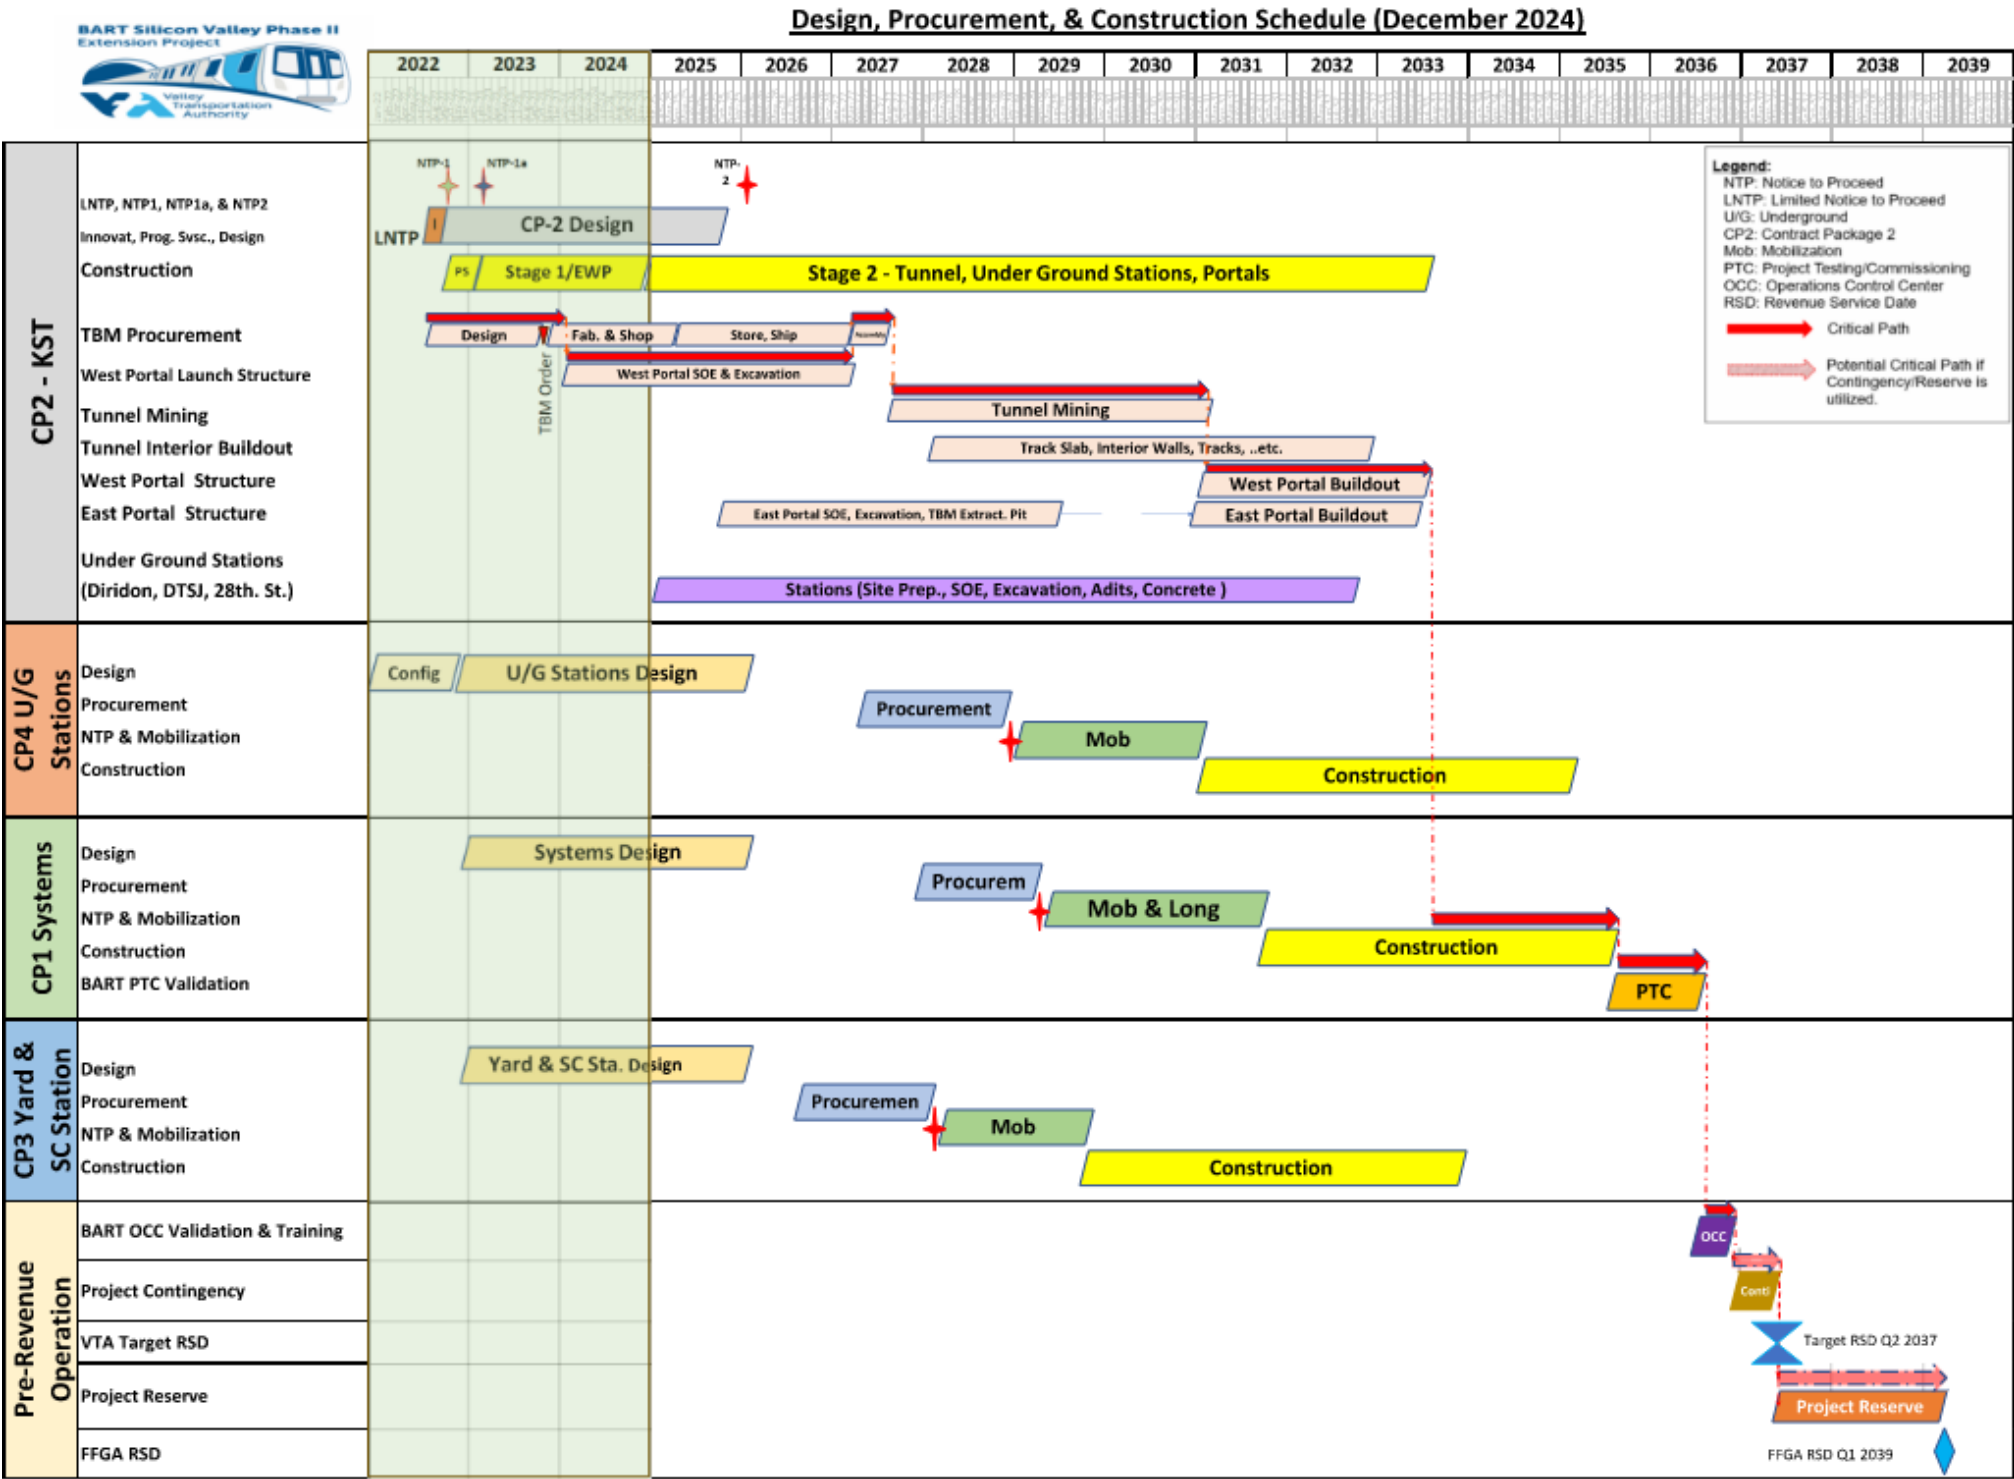 Design, Procurement, & Construction Schedule (December 2024)
BART Silicon Valley Phase II
Extension Project
Valley
Transportation
Authority
2022 2023 2024 2025 2026 2027 2028 2029 2030 2031 2032 2033 2034 2035 2036 2037 2038 2039
Legend:
NTP: Notice to Proceed
LNTP: Limited Notice to Proceed
U/G: Underground
CP2: Contract Package 2
Mob: Mobilization
PTC: Project Testing/Commissioning
OCC: Operations Control Center
RSD: Revenue Service Date
Critical Path
Potential Critical Path if
Contingency/Reserve is
utilized.
CP2 - KST
NTP-1 NTP-1a NTP-
2
LNTP, NTP1, NTP1a, & NTP2
Innovat, Prog. Svsc., Design
LNTP I CP-2 Design
Construction
PS Stage 1/EWP Stage 2 - Tunnel, Under Ground Stations, Portals
TBM Procurement
Design Fab. & Shop Store, Ship Assembly
TBM Order
West Portal Launch Structure
West Portal SOE & Excavation
Tunnel Mining
Tunnel Mining
Tunnel Interior Buildout
Track Slab, Interior Walls, Tracks, ..etc.
West Portal Structure
West Portal Buildout
East Portal Structure
East Portal SOE, Excavation, TBM Extract. Pit East Portal Buildout
Under Ground Stations
(Diridon, DTSJ, 28th. St.)
Stations (Site Prep., SOE, Excavation, Adits, Concrete )
CP4 U/G
Stations
Design
Config U/G Stations Design
Procurement
Procurement
NTP & Mobilization
Mob
Construction
Construction
CP1 Systems
Design
Systems Design
Procurement
Procurem
NTP & Mobilization
Mob & Long
Construction
Construction
BART PTC Validation
PTC
CP3 Yard &
SC Station
Design
Yard & SC Sta. Design
Procurement
Procuremen
NTP & Mobilization
Mob
Construction
Construction
Pre-Revenue
Operation
BART OCC Validation & Training
OCC
Project Contingency
Conti
VTA Target RSD
Target RSD Q2 2037
Project Reserve
Project Reserve
FFGA RSD
FFGA RSD Q1 2039